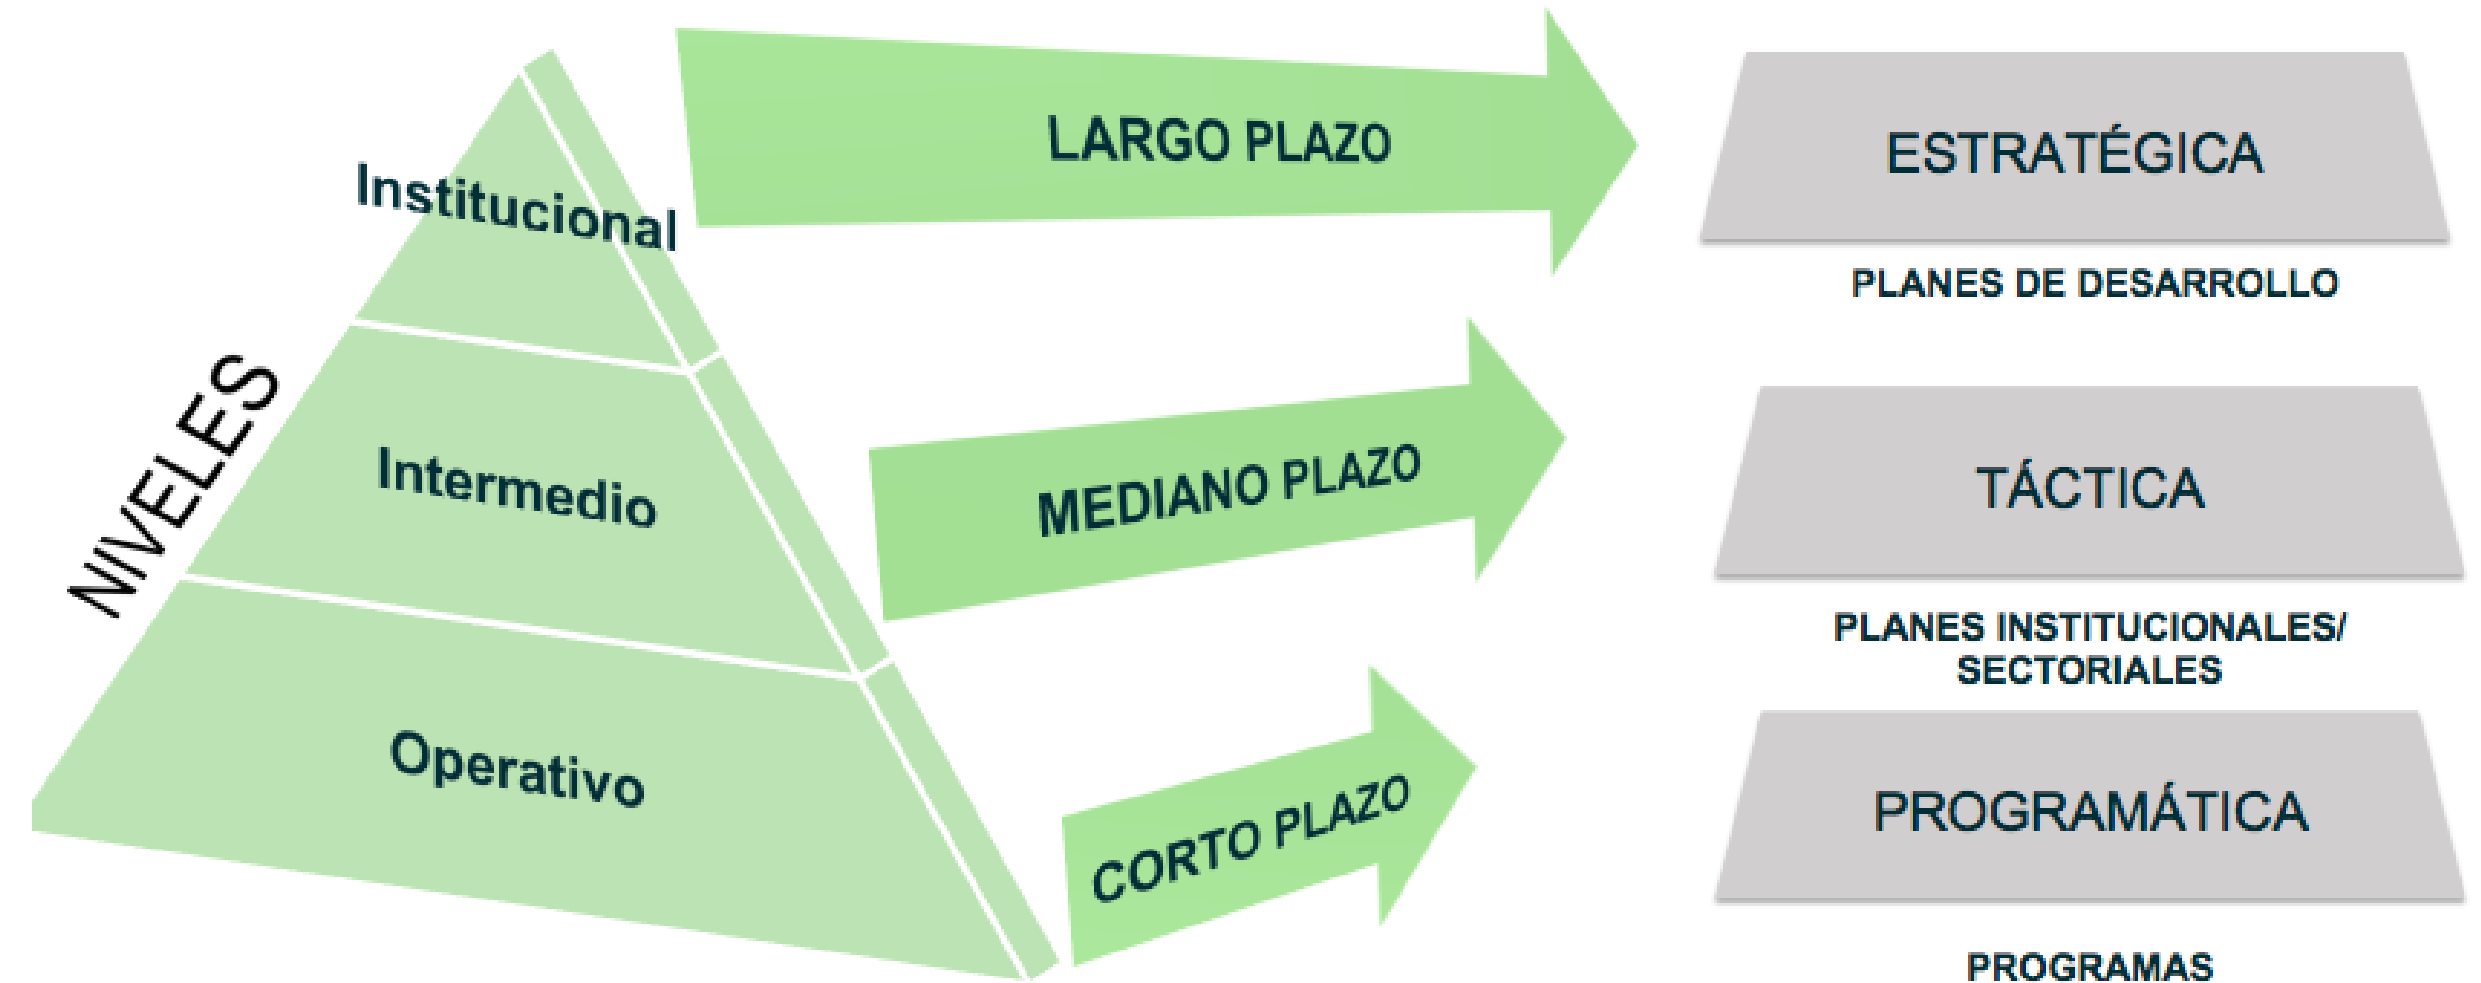 NIVELES
Institucional
LARGO PLAZO
ESTRATÉGICA
PLANES DE DESARROLLO
Intermedio
MEDIANO PLAZO
TÁCTICA
PLANES INSTITUCIONALES/
SECTORIALES
Operativo
CORTO PLAZO
PROGRAMÁTICA
PROGRAMAS